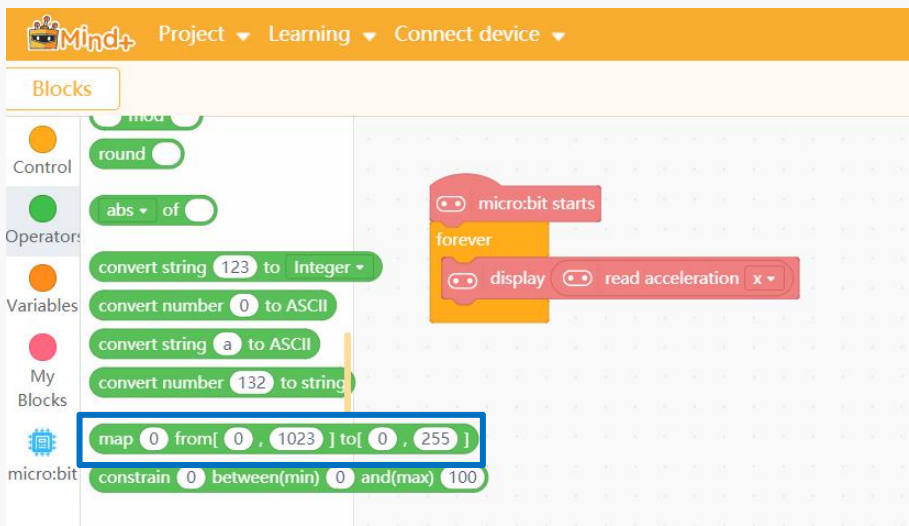 Mind+ Project Learning Connect device
Blocks
mod
round
Control
abs of
Operators
convert string 123 to Integer
Variables
convert number 0 to ASCII
convert string a to ASCII
My
Blocks
convert number 132 to string
map 0 from[ 0 , 1023 ] to[ 0 , 255 ]
micro:bit
constrain 0 between(min) 0 and(max) 100
micro:bit starts
forever
display read acceleration x